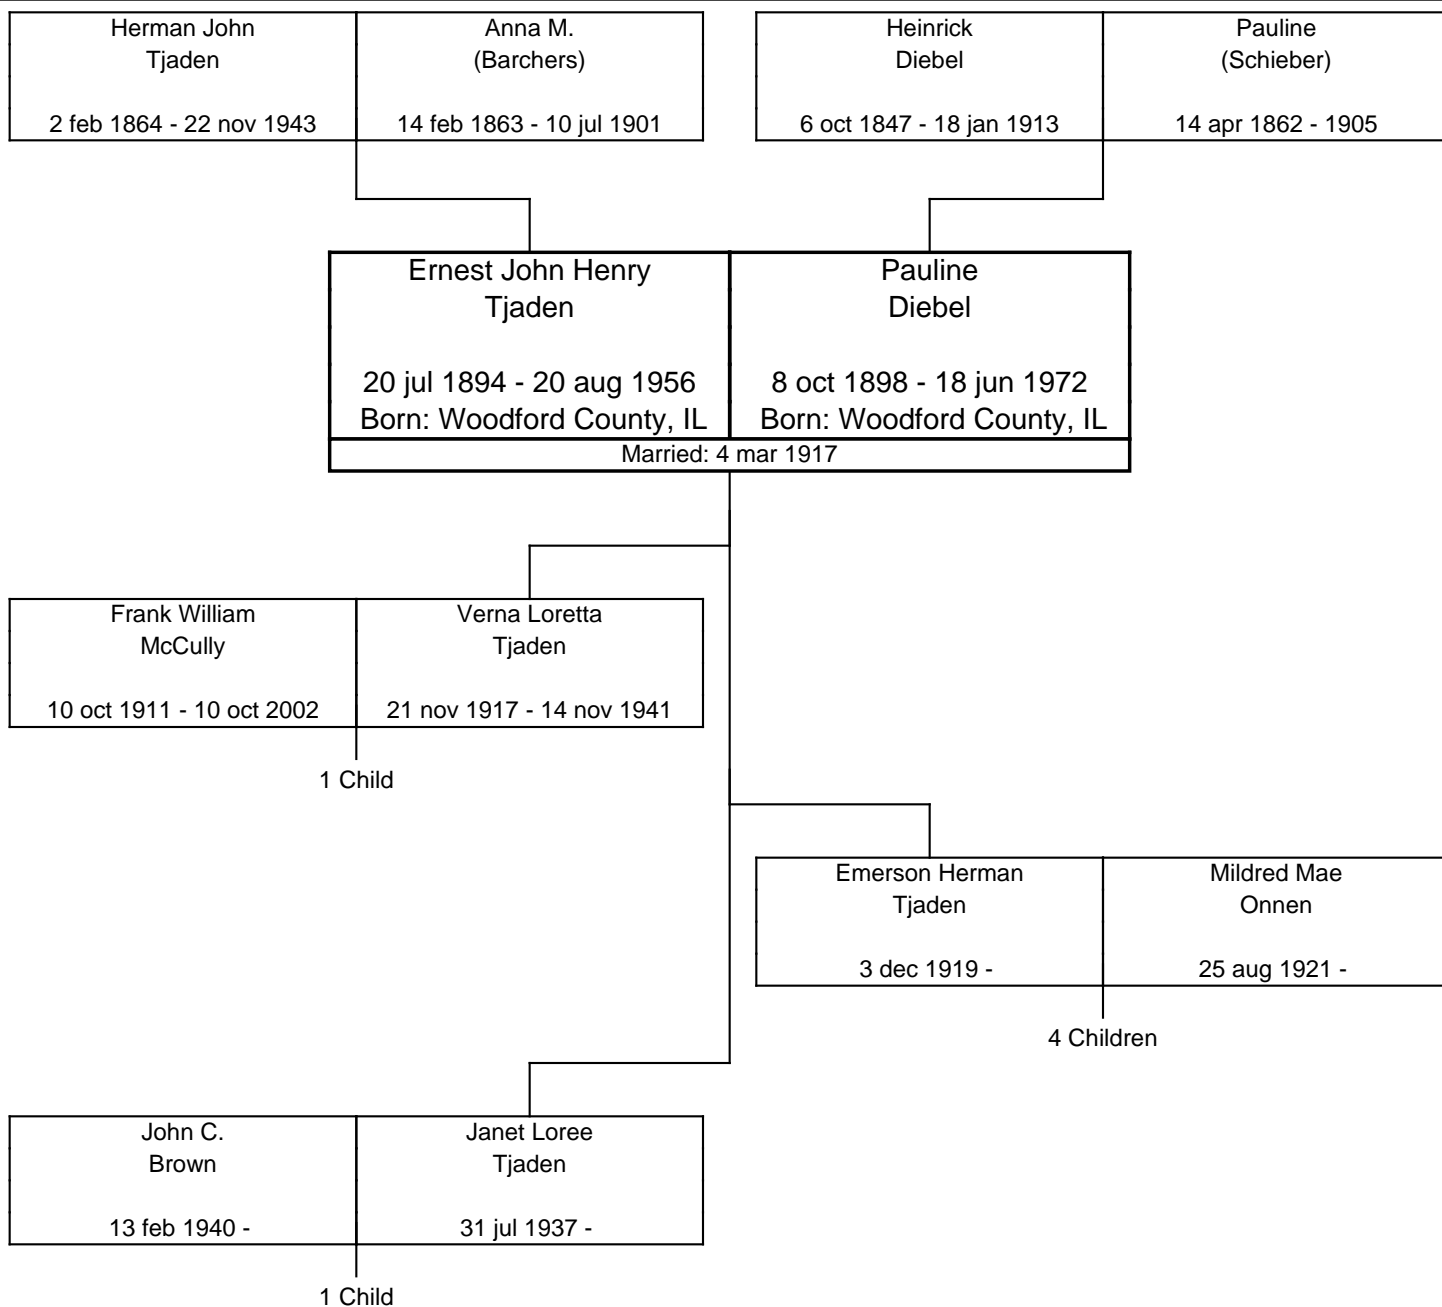 Herman John
Tjaden
2 feb 1864 - 22 nov 1943
Anna M.
(Barchers)
14 feb 1863 - 10 jul 1901
Heinrick
Diebel
6 oct 1847 - 18 jan 1913
Pauline
(Schieber)
14 apr 1862 - 1905
Ernest John Henry
Tjaden
20 jul 1894 - 20 aug 1956
Born: Woodford County, IL
Pauline
Diebel
8 oct 1898 - 18 jun 1972
Born: Woodford County, IL
Married: 4 mar 1917
Frank William
McCully
10 oct 1911 - 10 oct 2002
Verna Loretta
Tjaden
21 nov 1917 - 14 nov 1941
1 Child
Emerson Herman
Tjaden
3 dec 1919 -
Mildred Mae
Onnen
25 aug 1921 -
4 Children
John C.
Brown
13 feb 1940 -
Janet Loree
Tjaden
31 jul 1937 -
1 Child